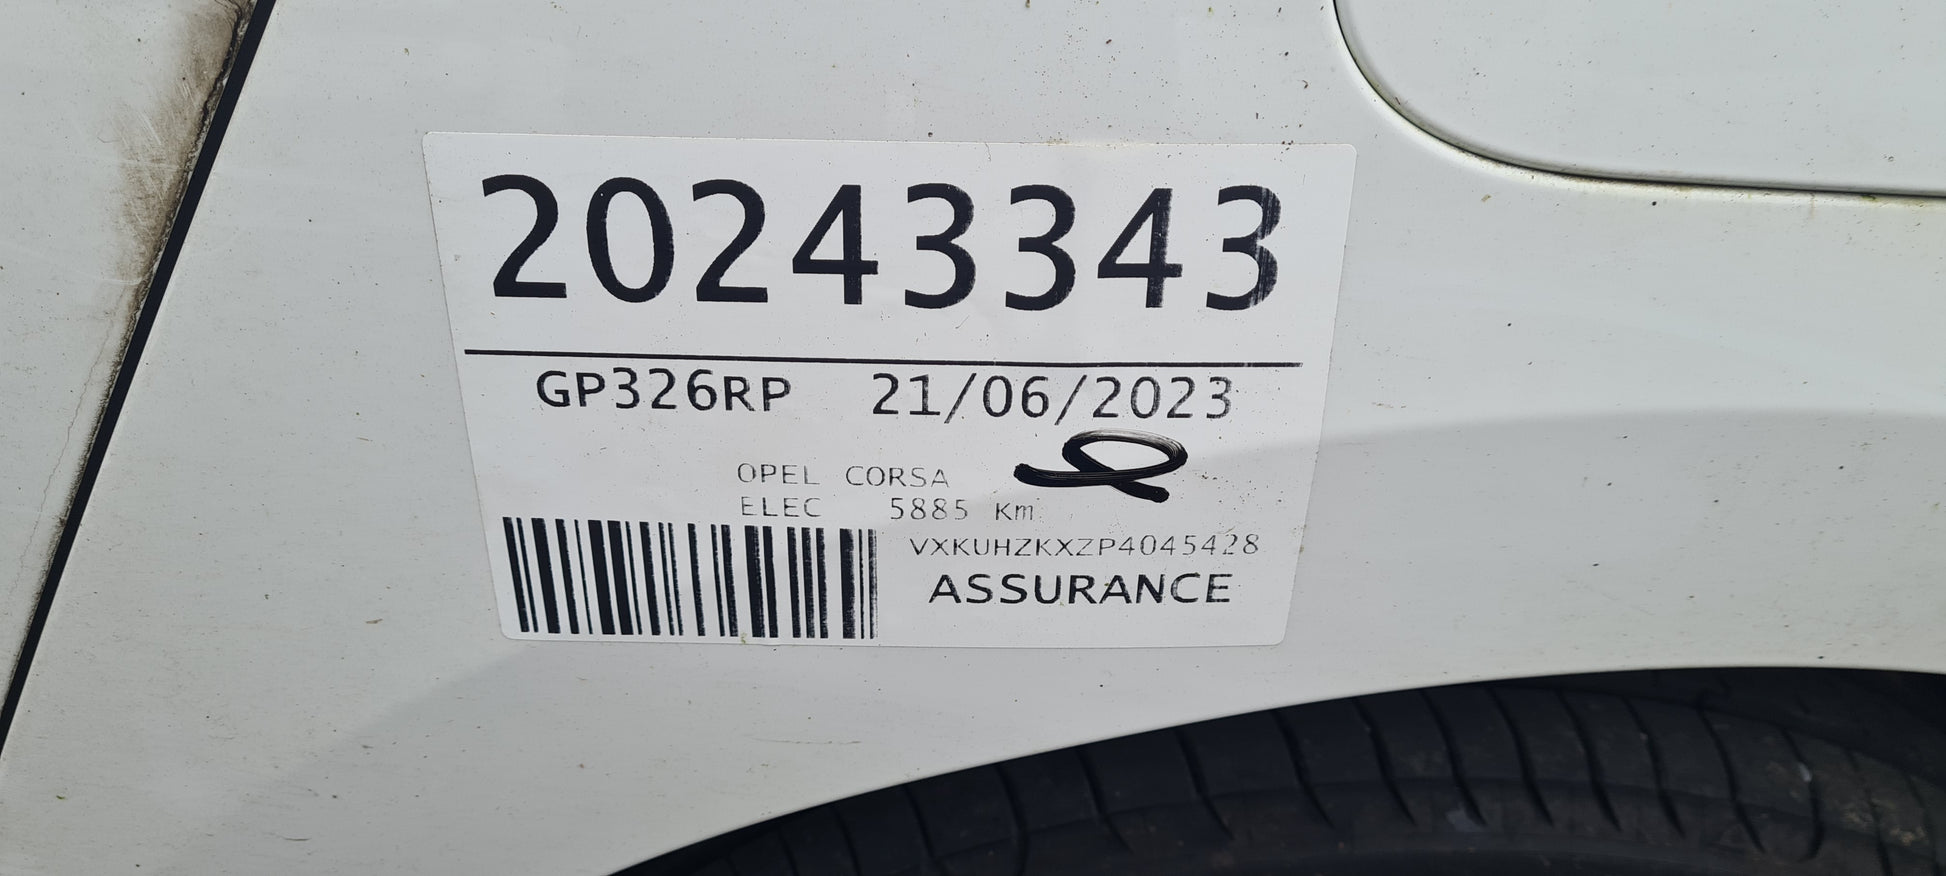 20243343
GP326RP 21/06/2023
OPEL CORSA
ELEC 5885 Km
VXKUHZKXZP4045428
ASSURANCE